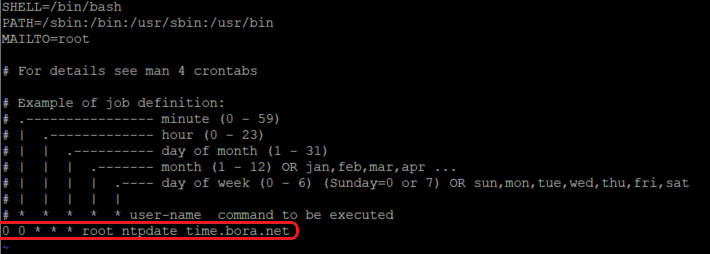 SHELL=/bin/bash
PATH=/sbin:/bin:/usr/sbin:/usr/bin
MAILTO=root
# For details see man 4 crontabs
# Example of job definition:
# .---------------- minute (0 - 59)
# |  .------------- hour (0 - 23)
# |  |  .---------- day of month (1 - 31)
# |  |  |  .------- month (1 - 12) OR jan,feb,mar,apr ...
# |  |  |  |  .---- day of week (0 - 6) (Sunday=0 or 7) OR sun,mon,tue,wed,thu,fri,sat
# |  |  |  |  |
# *  *  *  *  * user-name  command to be executed
0 0 * * * root ntpdate time.bora.net
~